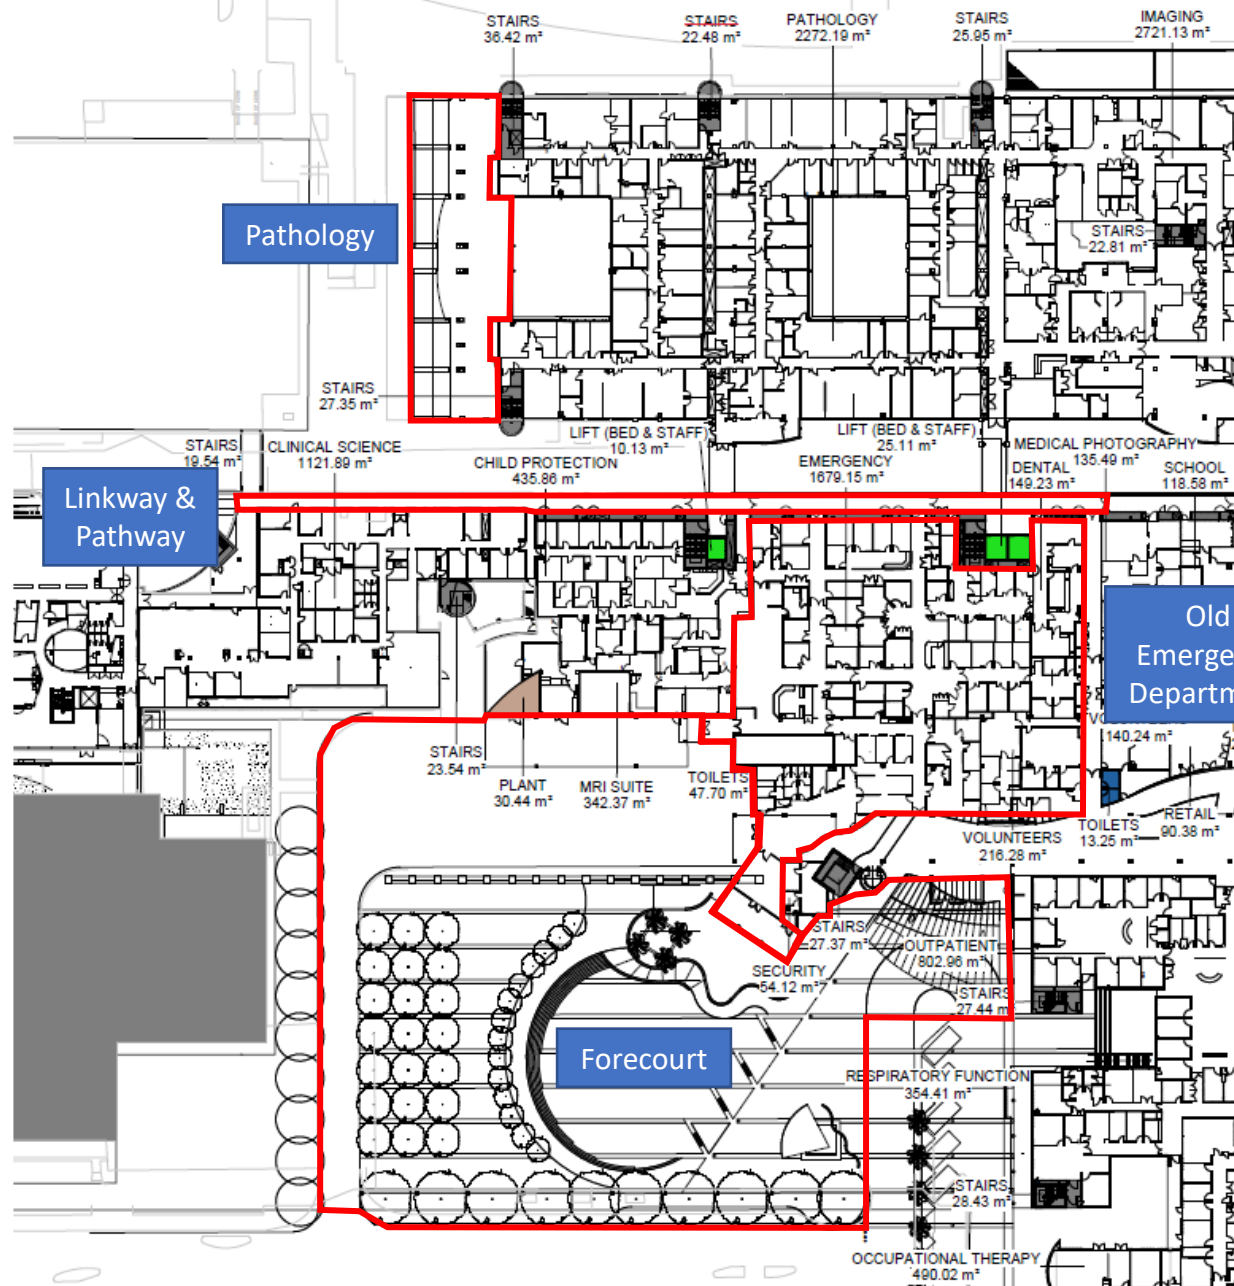 STAIRS
36.42 m²
STAIRS
22.48 m²
PATHOLOGY
2272.19 m²
STAIRS
25.95 m²
IMAGING
2721.13 m²
Pathology
STAIRS
22.81 m²
STAIRS
27.35 m²
STAIRS
19.54 m²
CLINICAL SCIENCE
1121.89 m²
CHILD PROTECTION
435.86 m²
LIFT (BED & STAFF)
10.13 m²
EMERGENCY
1679.15 m²
LIFT (BED & STAFF)
25.11 m²
MEDICAL PHOTOGRAPHY
135.49 m²
DENTAL
149.23 m²
SCHOOL
118.58 m²
Linkway &
Pathway
Old
Emerge
Departm
140.24 m²
STAIRS
23.54 m²
PLANT
30.44 m²
MRI SUITE
342.37 m²
TOILETS
47.70 m²
VOLUNTEERS
216.28 m²
TOILETS
13.25 m²
RETAIL
90.38 m²
STAIRS
27.37 m²
OUTPATIENT
802.96 m²
SECURITY
54.12 m²
STAIRS
27.44 m²
Forecourt
RESPIRATORY FUNCTION
354.41 m²
STAIRS
28.43 m²
OCCUPATIONAL THERAPY
490.02 m²